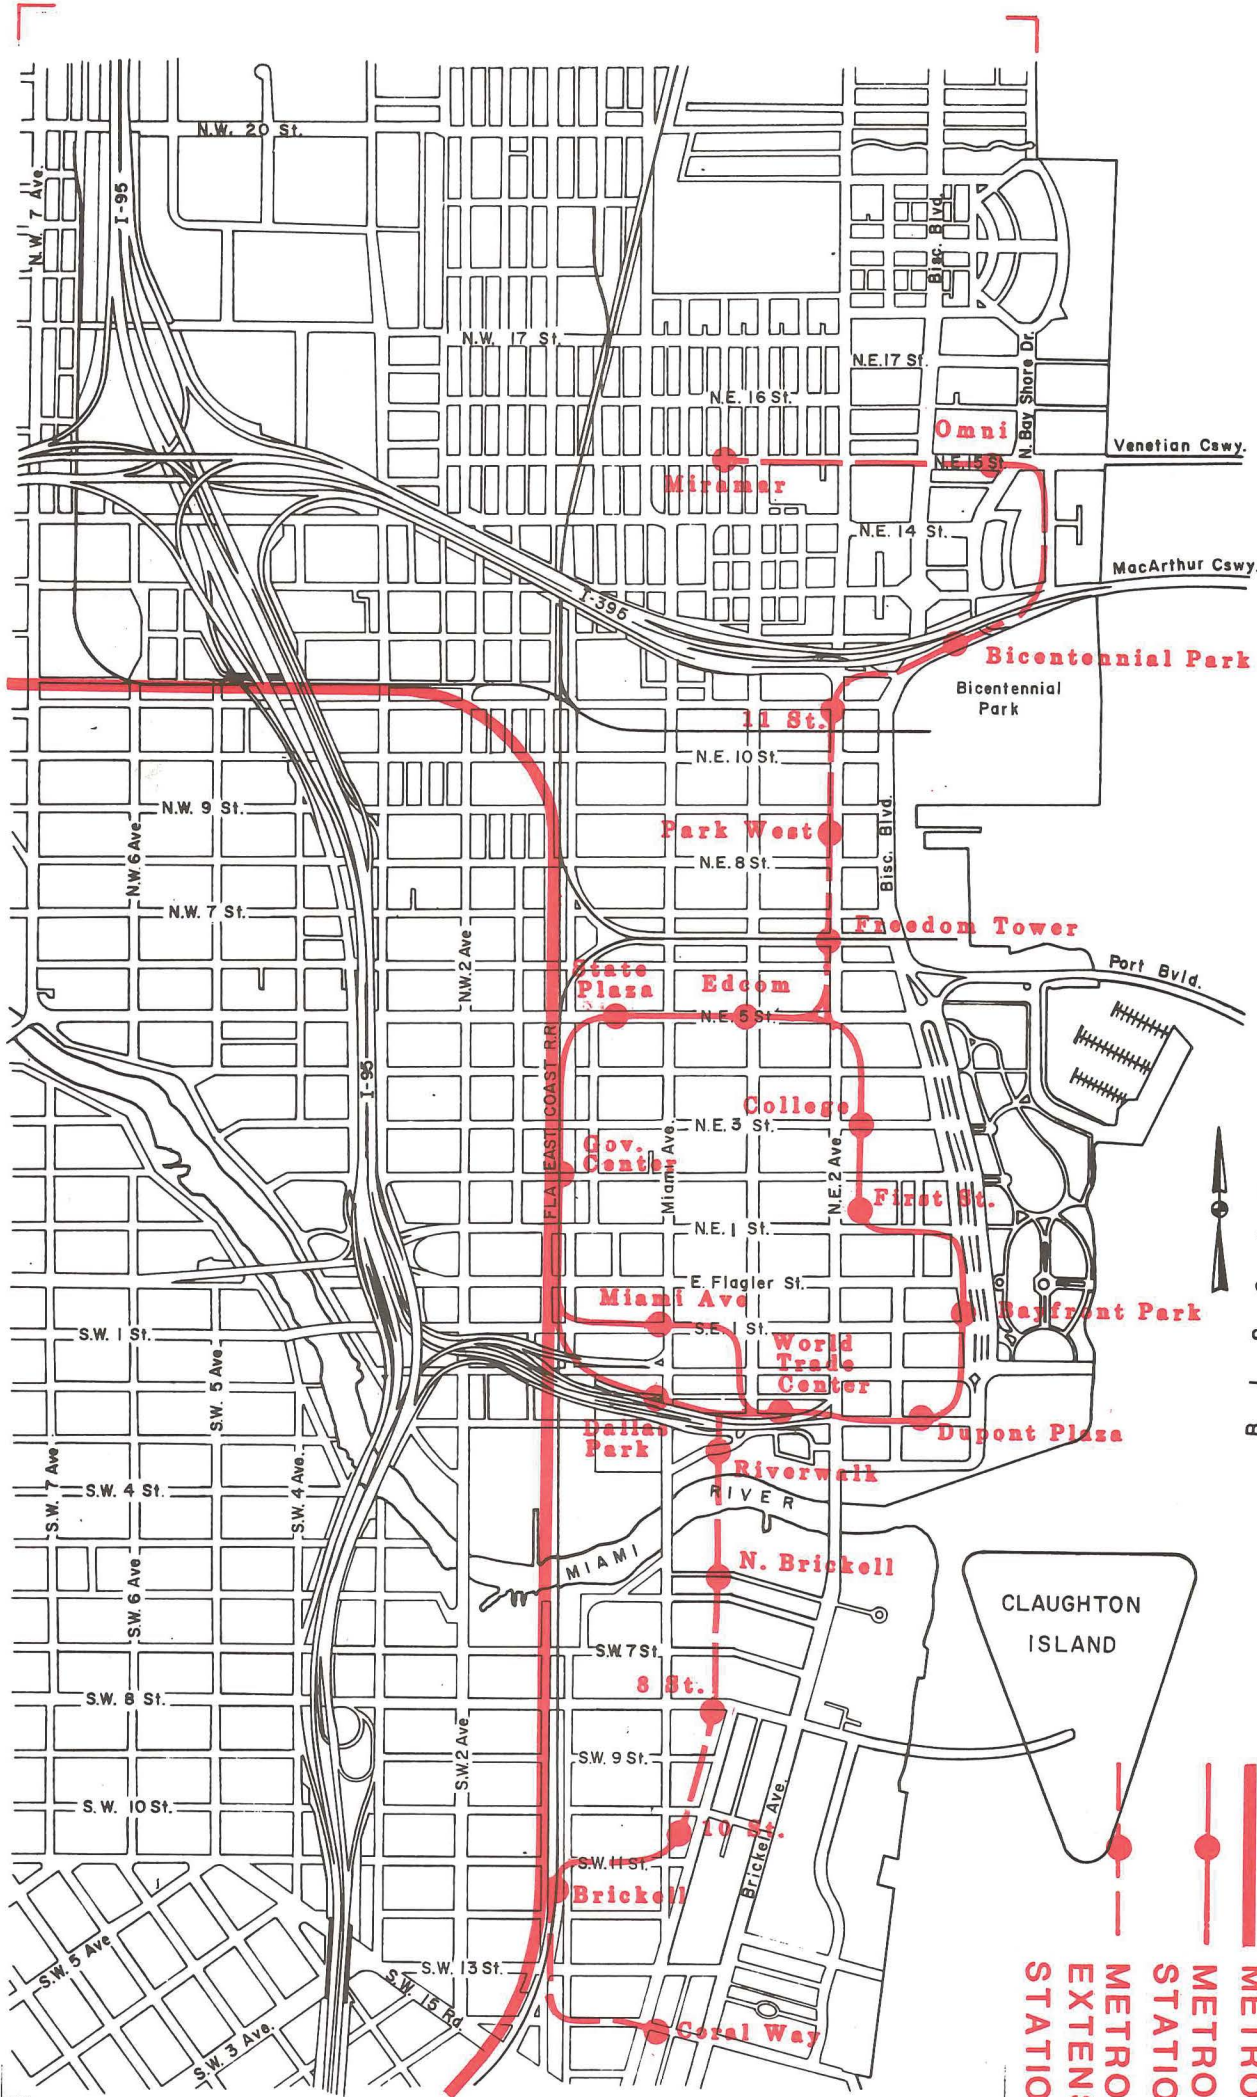 N.W. 20 St.
N.W. 7 Ave.
I-95
Bisc. Blvd.
N.W. 17 St.
N.E. 17 St.
N. Bay Shore Dr.
N.E. 16 St.
Omni
Venetian Cswy.
N.E. 15 St.
Miramar
N.E. 14 St.
MacArthur Cswy.
I-395
Bicentennial Park
Bicentennial
Park
11 St.
N.E. 10 St.
N.W. 9 St.
Park West
Bisc. Blvd.
N.W. 6 Ave.
N.E. 8 St.
N.W. 7 St.
Freedom Tower
N.W. 2 Ave.
Port Bvld.
State
Plaza
Edcom
N.E. 5 St.
FLA. EAST COAST R.R.
I-95
College
N.E. 3 St.
Gov.
Center
Miami Ave.
N.E. 2 Ave.
First St.
N.E. 1 St.
E. Flagler St.
Miami Ave
Bayfront Park
S.E. 1 St.
S.W. 1 St.
World
Trade
Center
S.W. 5 Ave.
Dallas
Park
Dupont Plaza
Riverwalk
S.W. 7 Ave.
S.W. 4 St.
S.W. 4 Ave.
MIAMI RIVER
N. Brickell
S.W. 6 Ave.
CLAUGHTON
ISLAND
S.W. 7 St.
8 St.
S.W. 8 St.
S.W. 2 Ave.
S.W. 9 St.
S.W. 10 St.
10 St.
Brickell Ave.
S.W. 11 St.
Brickell
S.W. 5 Ave
S.W. 13 St.
S.W. 15 Rd.
S.W. 3 Ave.
Coral Way
METRO
METRO
STATIO
METRO
EXTENS
STATIO